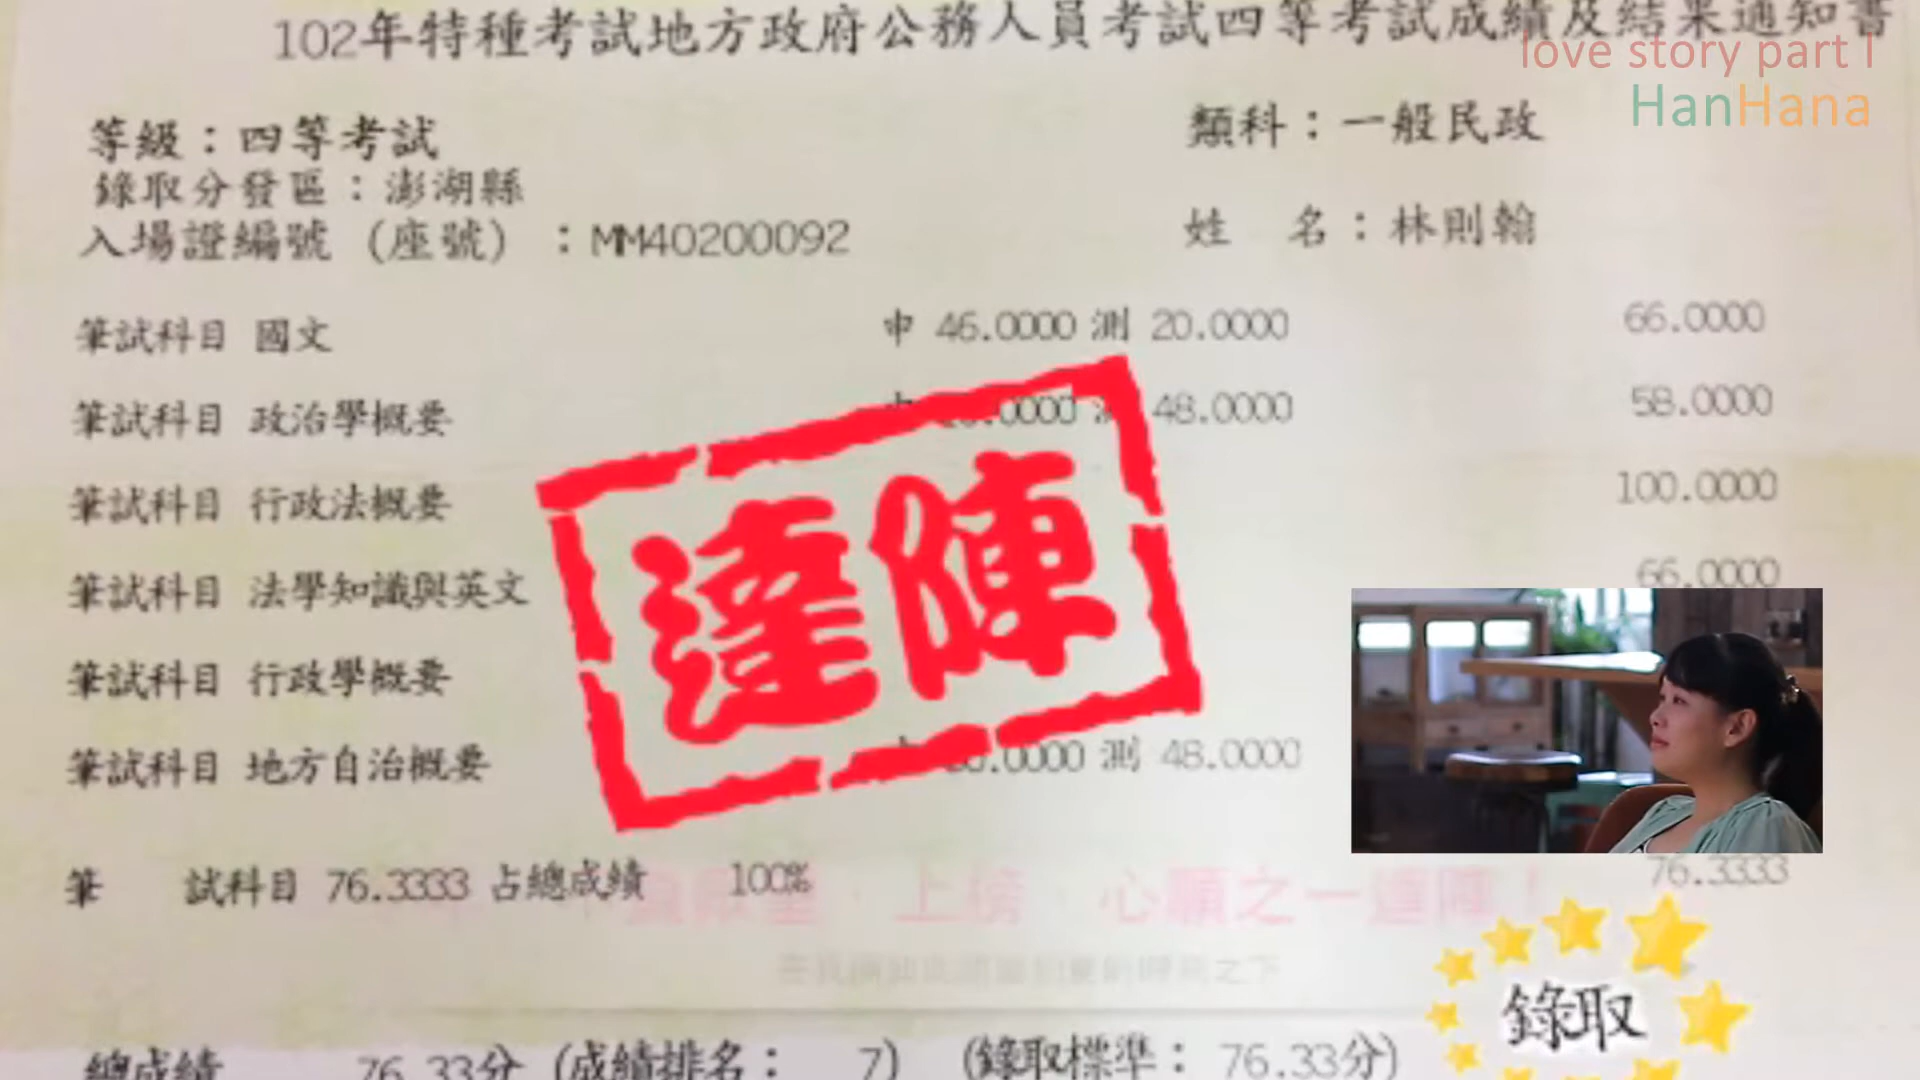 102年特種考試地方政府公務人員考試四等考試成績及結果通知書
love story part I
HanHana
等級：四等考試
類科：一般民政
錄取分發區：澎湖縣
入場證編號 (座號) ：MM40200092
姓 名：林則翰
筆試科目 國文 申 46.0000 測 20.0000 66.0000
筆試科目 政治學概要 .0000 48.0000 58.0000
筆試科目 行政法概要 100.0000
筆試科目 法學知識與英文 66.0000
筆試科目 行政學概要
筆試科目 地方自治概要 .0000 測 48.0000
達陣
筆 試科目 76.3333 占總成績 100% 76.3333
上榜、心願之一達陣！
錄取
總成績 76.33分 (成績排名： 7) (錄取標準： 76.33分)